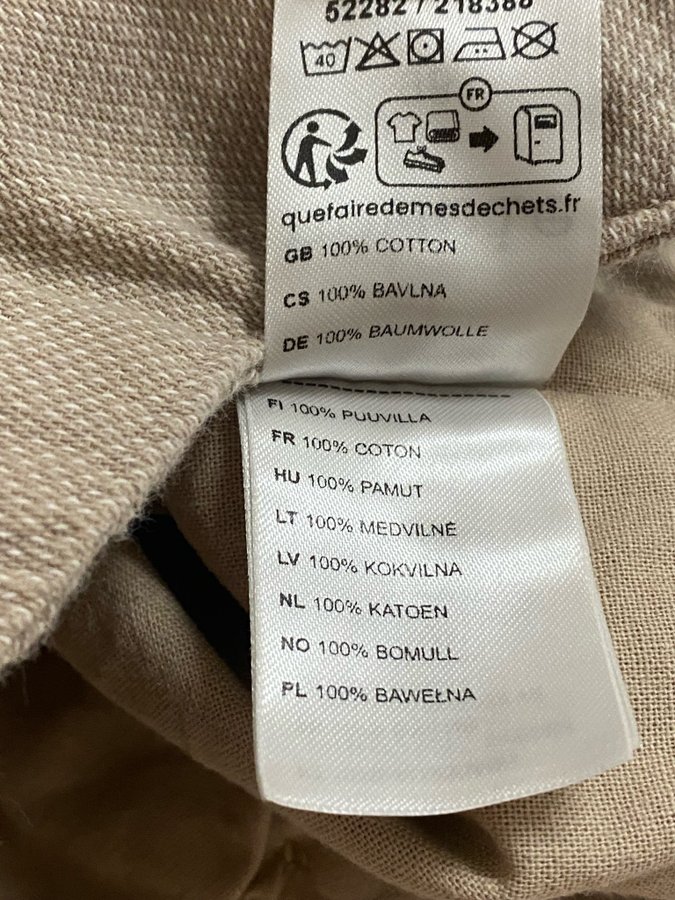 52282 / 218388
40
FR
quefairedemesdechets.fr
GB 100% COTTON
CS 100% BAVLNA
DE 100% BAUMWOLLE
FI 100% PUUVILLA
FR 100% COTON
HU 100% PAMUT
LT 100% MEDVILNĖ
LV 100% KOKVILNA
NL 100% KATOEN
NO 100% BOMULL
PL 100% BAWEŁNA